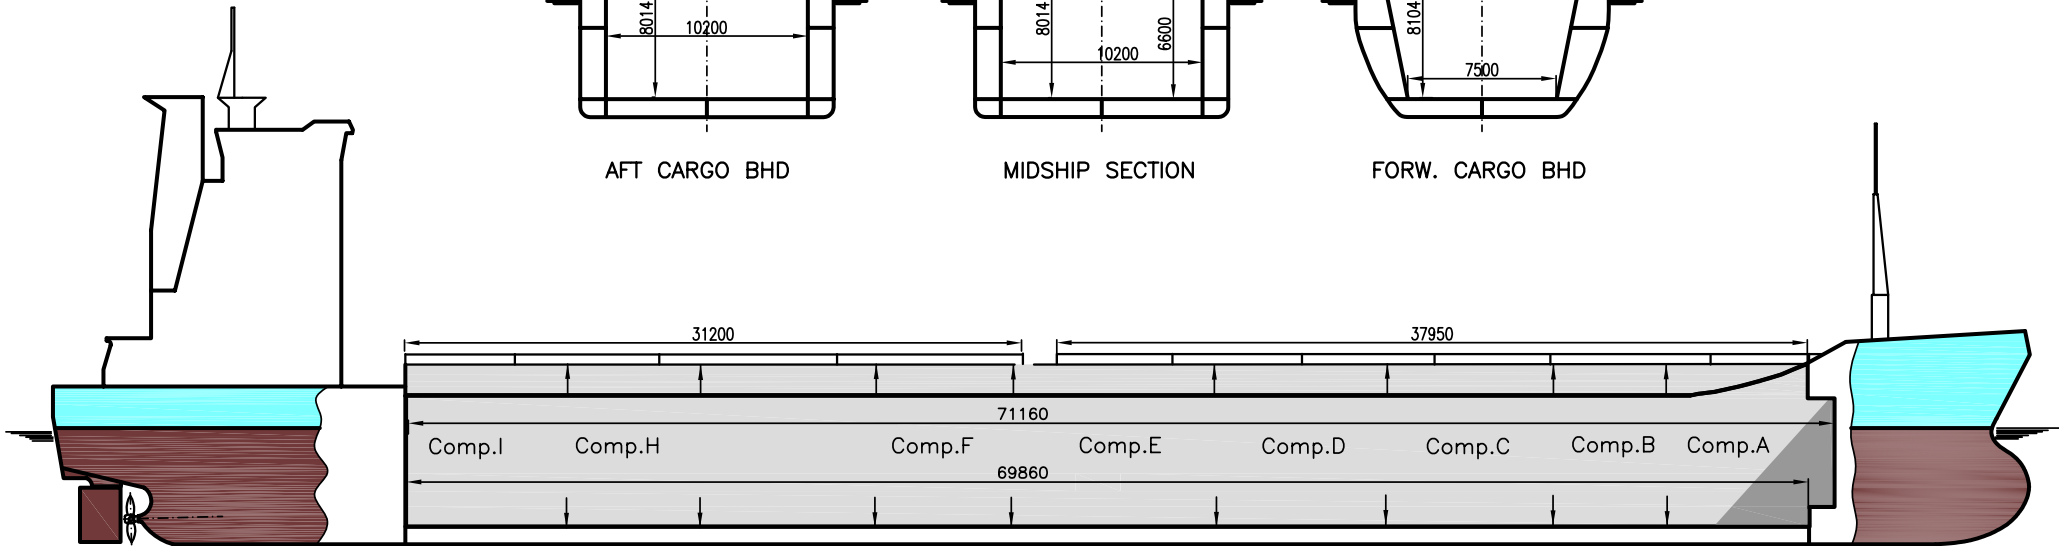 8014
10200
8014
10200
6600
8104
7500
AFT CARGO BHD
MIDSHIP SECTION
FORW. CARGO BHD
31200
37950
71160
Comp.I
Comp.H
Comp.F
Comp.E
Comp.D
Comp.C
Comp.B
Comp.A
69860